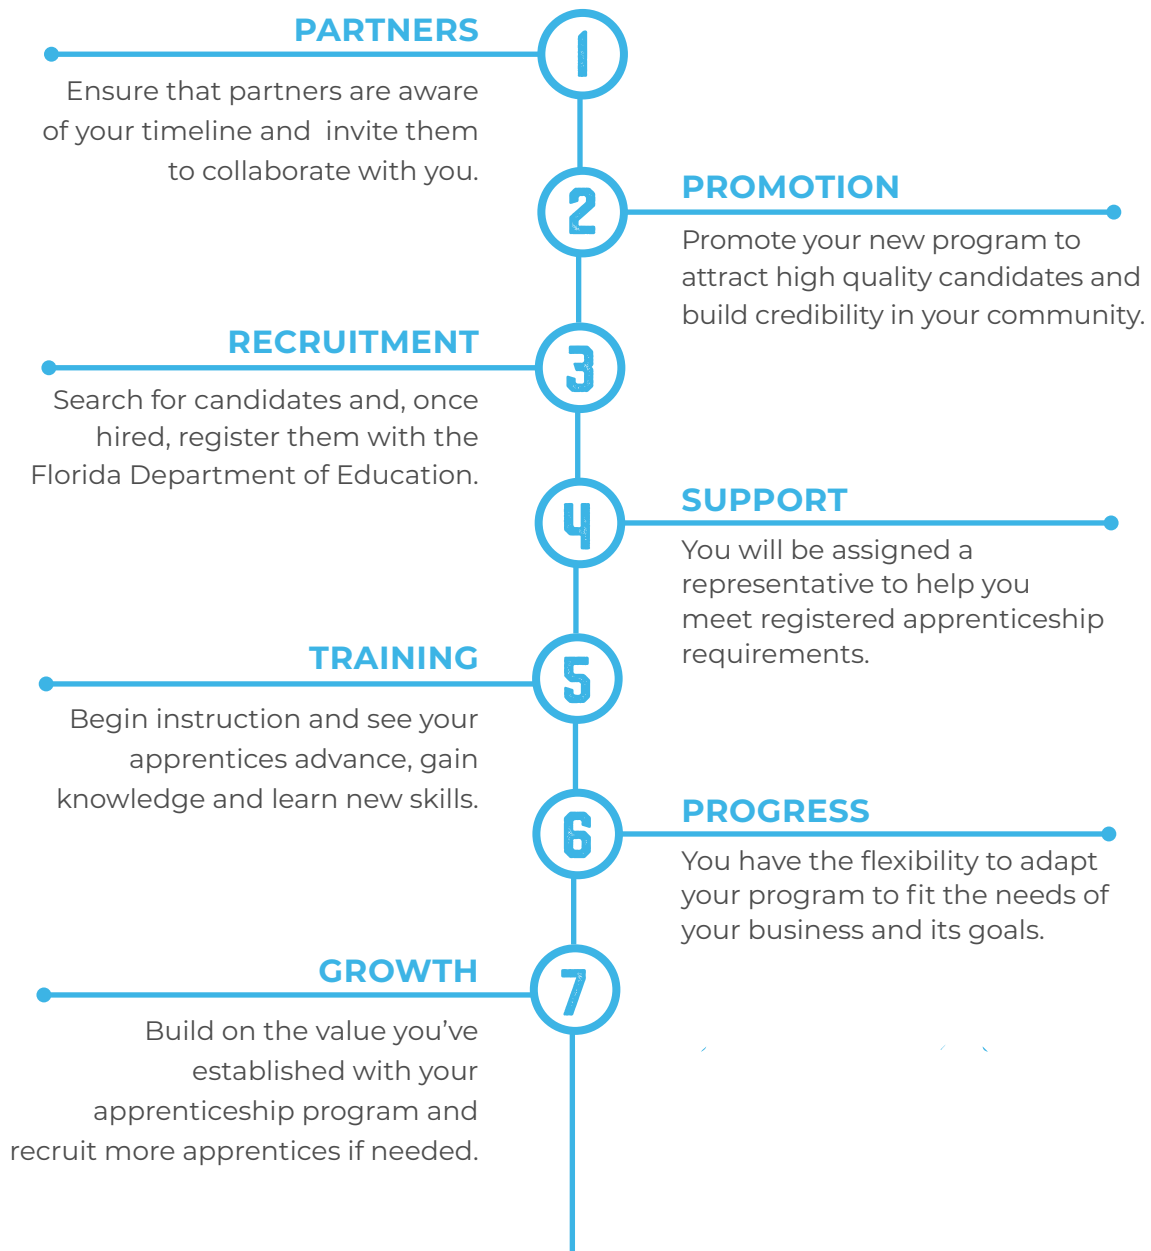 PARTNERS
1
Ensure that partners are aware
of your timeline and invite them
to collaborate with you.
2
PROMOTION
Promote your new program to
attract high quality candidates and
build credibility in your community.
RECRUITMENT
3
Search for candidates and, once
hired, register them with the
Florida Department of Education.
4
SUPPORT
You will be assigned a
representative to help you
meet registered apprenticeship
requirements.
TRAINING
5
Begin instruction and see your
apprentices advance, gain
knowledge and learn new skills.
6
PROGRESS
You have the flexibility to adapt
your program to fit the needs of
your business and its goals.
GROWTH
7
Build on the value you’ve
established with your
apprenticeship program and
recruit more apprentices if needed.